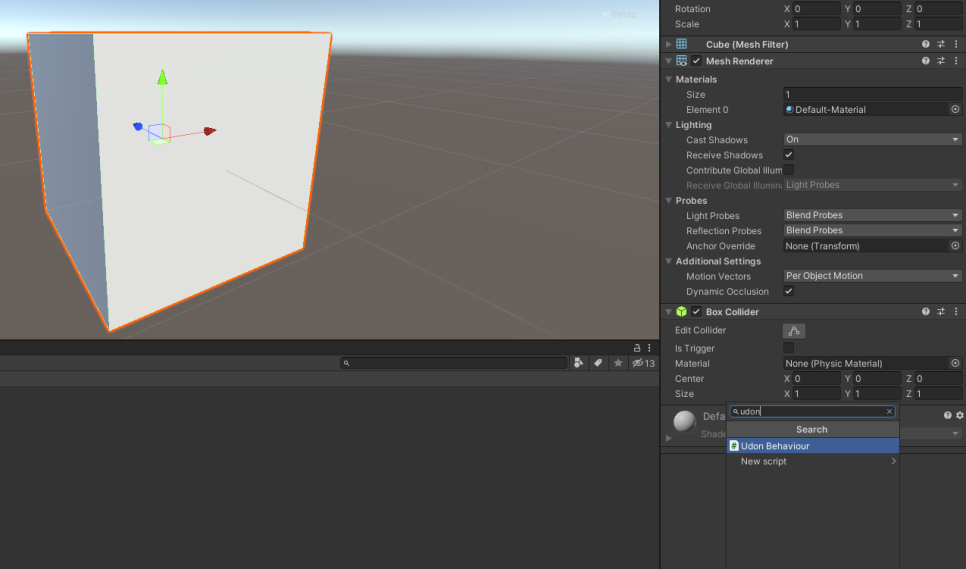 Persp
Rotation X 0 Y 0 Z 0
Scale X 1 Y 1 Z 1
Cube (Mesh Filter)
Mesh Renderer
Materials
Size 1
Element 0 Default-Material
Lighting
Cast Shadows On
Receive Shadows
Contribute Global Illum
Receive Global Illumin Light Probes
Probes
Light Probes Blend Probes
Reflection Probes Blend Probes
Anchor Override None (Transform)
Additional Settings
Motion Vectors Per Object Motion
Dynamic Occlusion
Box Collider
Edit Collider
Is Trigger
13
Material None (Physic Material)
Center X 0 Y 0 Z 0
Size X 1 Y 1 Z 1
udon
Defa
Search
Shade
Udon Behaviour
New script